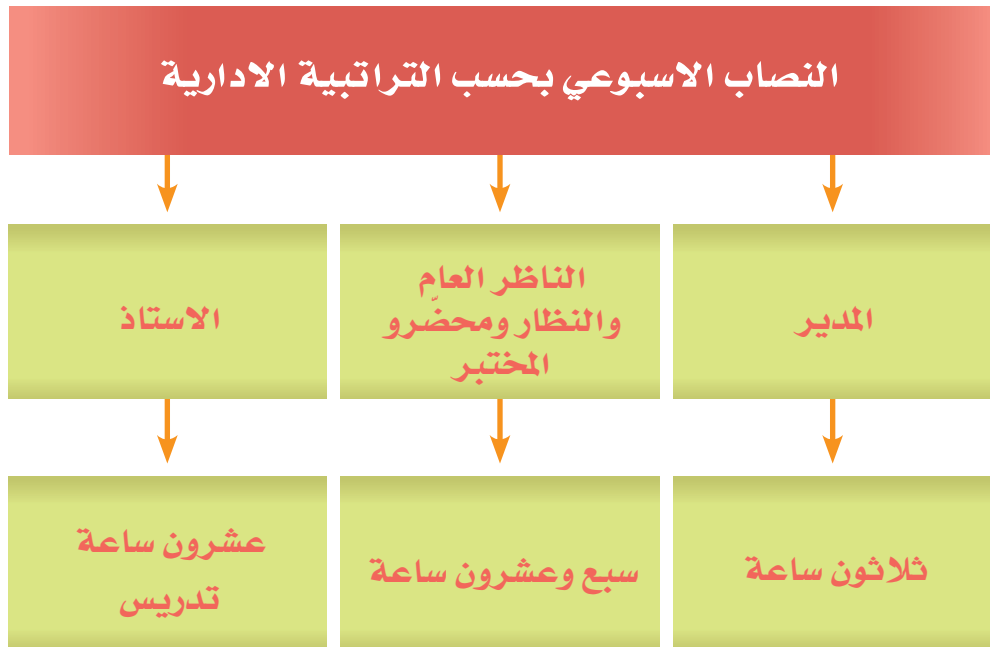 النصاب الاسبوعي بحسب التراتبية الادارية
المدير
الناظر العام
والنظار ومحضّرو
المختبر
الاستاذ
ثلاثون ساعة
سبع وعشرون ساعة
عشرون ساعة
تدريس